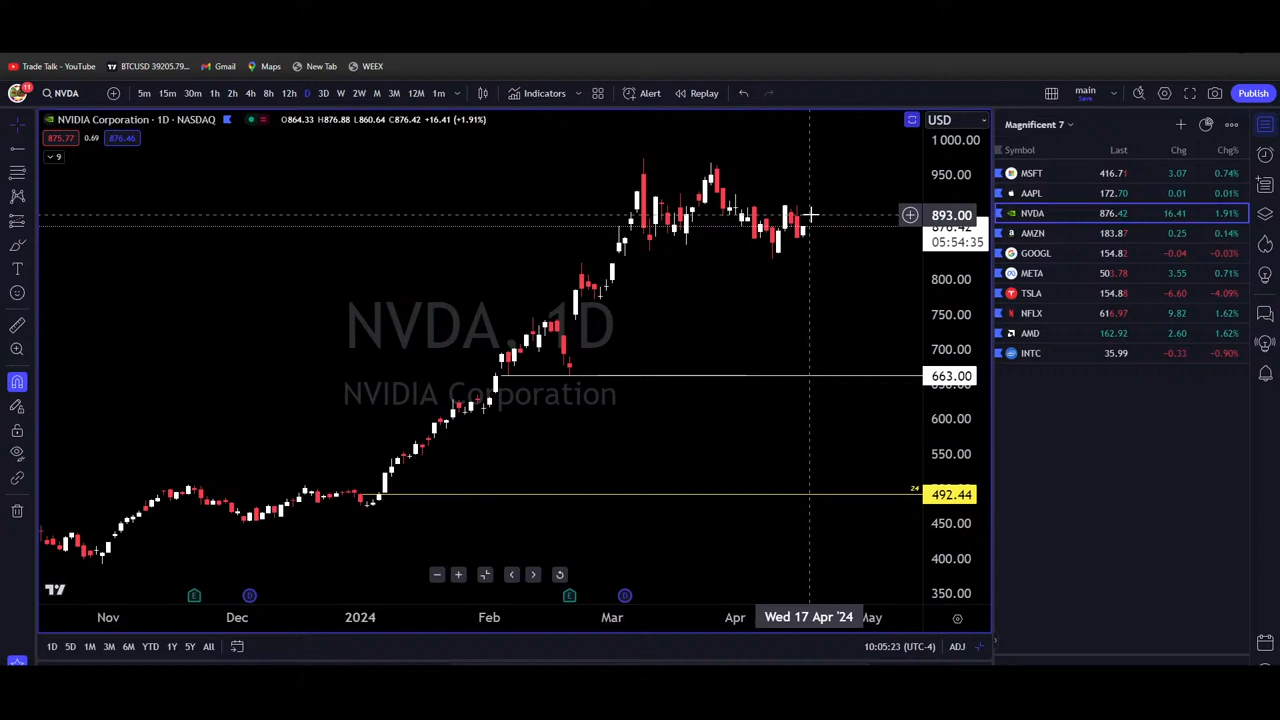 Trade Talk - YouTube BTCUSD 39205.79... Gmail Maps New Tab WEEX
11 NVDA 5m 15m 30m 1h 2h 4h 8h 12h D 3D W 2W M 3M 12M 1m Indicators Alert Replay main Save Publish
NVIDIA Corporation · 1D · NASDAQ O864.33 H876.88 L860.64 C876.42 +16.41 (+1.91%) USD
875.77 0.69 876.46
9
1 000.00
950.00
893.00
876.42
05:54:35
800.00
750.00
700.00
663.00
650.00
600.00
550.00
24 492.44
450.00
400.00
350.00
NVDA, 1D
NVIDIA Corporation
E D E D
Nov Dec 2024 Feb Mar Apr Wed 17 Apr '24 May
1D 5D 1M 3M 6M YTD 1Y 5Y All 10:05:23 (UTC-4) ADJ
Magnificent 7
Symbol Last Chg Chg%
MSFT 416.71 3.07 0.74%
AAPL 172.70 0.01 0.01%
NVDA 876.42 16.41 1.91%
AMZN 183.87 0.25 0.14%
GOOGL 154.82 −0.04 −0.03%
META 503.78 3.55 0.71%
TSLA 154.88 −6.60 −4.09%
NFLX 616.97 9.82 1.62%
AMD 162.92 2.60 1.62%
INTC 35.99 −0.33 −0.90%